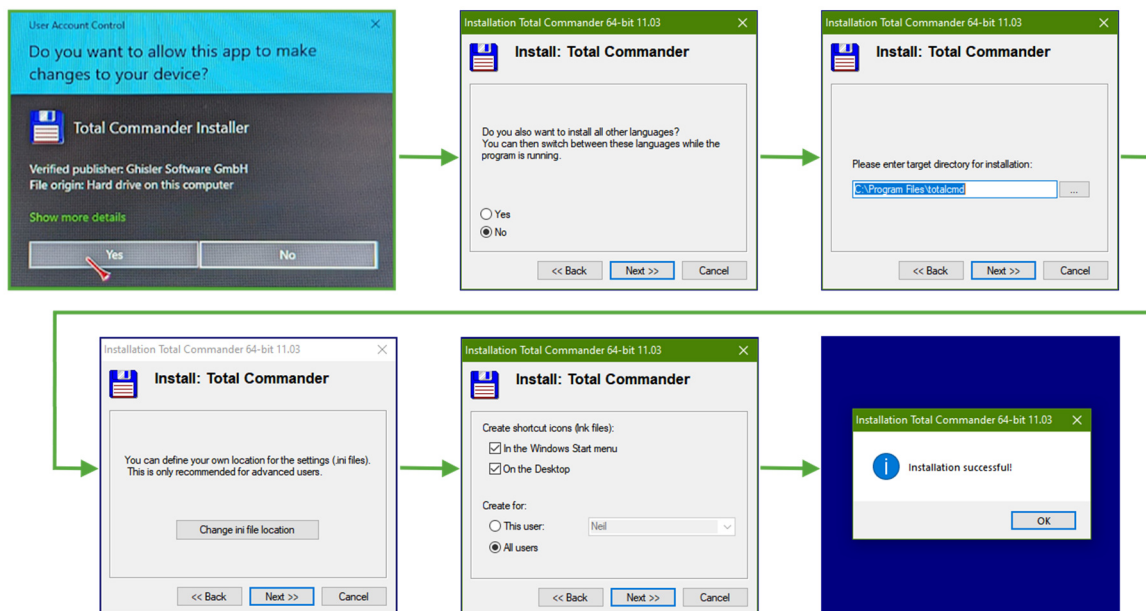 User Account Control
Do you want to allow this app to make
changes to your device?
Total Commander Installer
Verified publisher: Ghisler Software GmbH
File origin: Hard drive on this computer
Show more details
Yes
No
Installation Total Commander 64-bit 11.03
Install: Total Commander
Do you also want to install all other languages?
You can then switch between these languages while the
program is running.
Yes
No
<< Back
Next >>
Cancel
Installation Total Commander 64-bit 11.03
Install: Total Commander
Please enter target directory for installation:
C:\Program Files\totalcmd
...
<< Back
Next >>
Cancel
Installation Total Commander 64-bit 11.03
Install: Total Commander
You can define your own location for the settings (.ini files).
This is only recommended for advanced users.
Change ini file location
<< Back
Next >>
Cancel
Installation Total Commander 64-bit 11.03
Install: Total Commander
Create shortcut icons (lnk files):
In the Windows Start menu
On the Desktop
Create for:
This user:
Neil
All users
<< Back
Next >>
Cancel
Installation Total Commander 64-bit 11.03
Installation successful!
OK